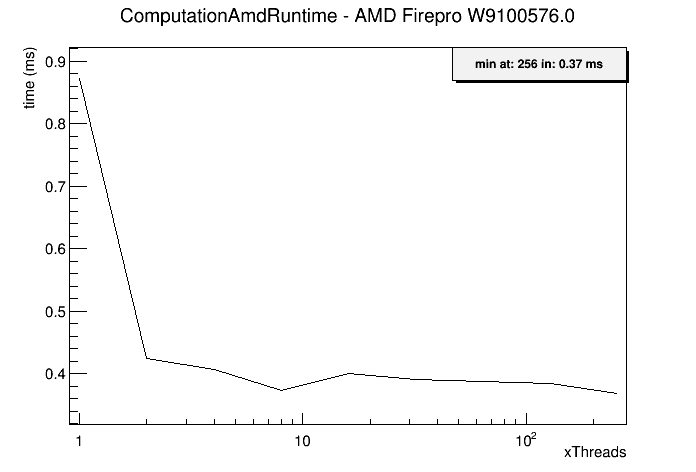 ComputationAmdRuntime - AMD Firepro W9100576.0
time (ms)
min at: 256 in: 0.37 ms
0.9
0.8
0.7
0.6
0.5
0.4
1
10
10²
xThreads